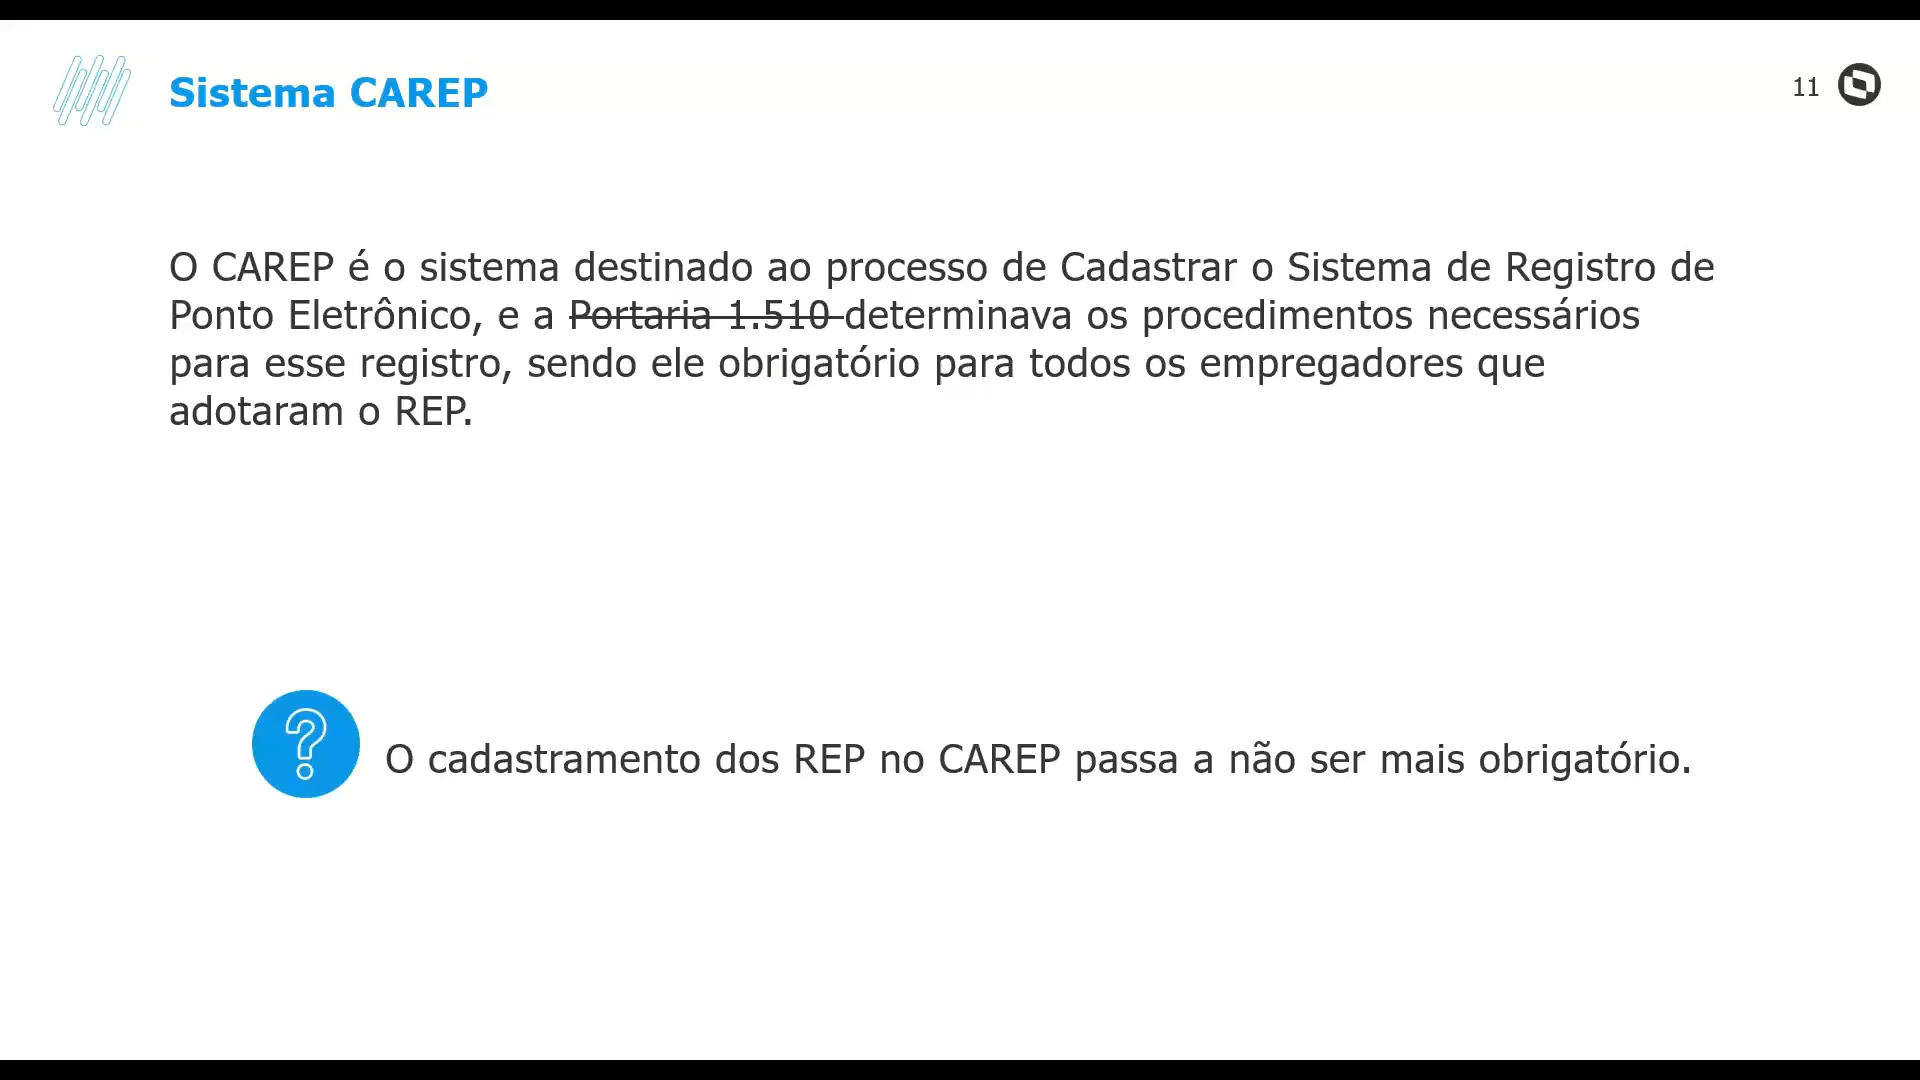 Sistema CAREP
11
O CAREP é o sistema destinado ao processo de Cadastrar o Sistema de Registro de
Ponto Eletrônico, e a Portaria 1.510 determinava os procedimentos necessários
para esse registro, sendo ele obrigatório para todos os empregadores que
adotaram o REP.
?
O cadastramento dos REP no CAREP passa a não ser mais obrigatório.